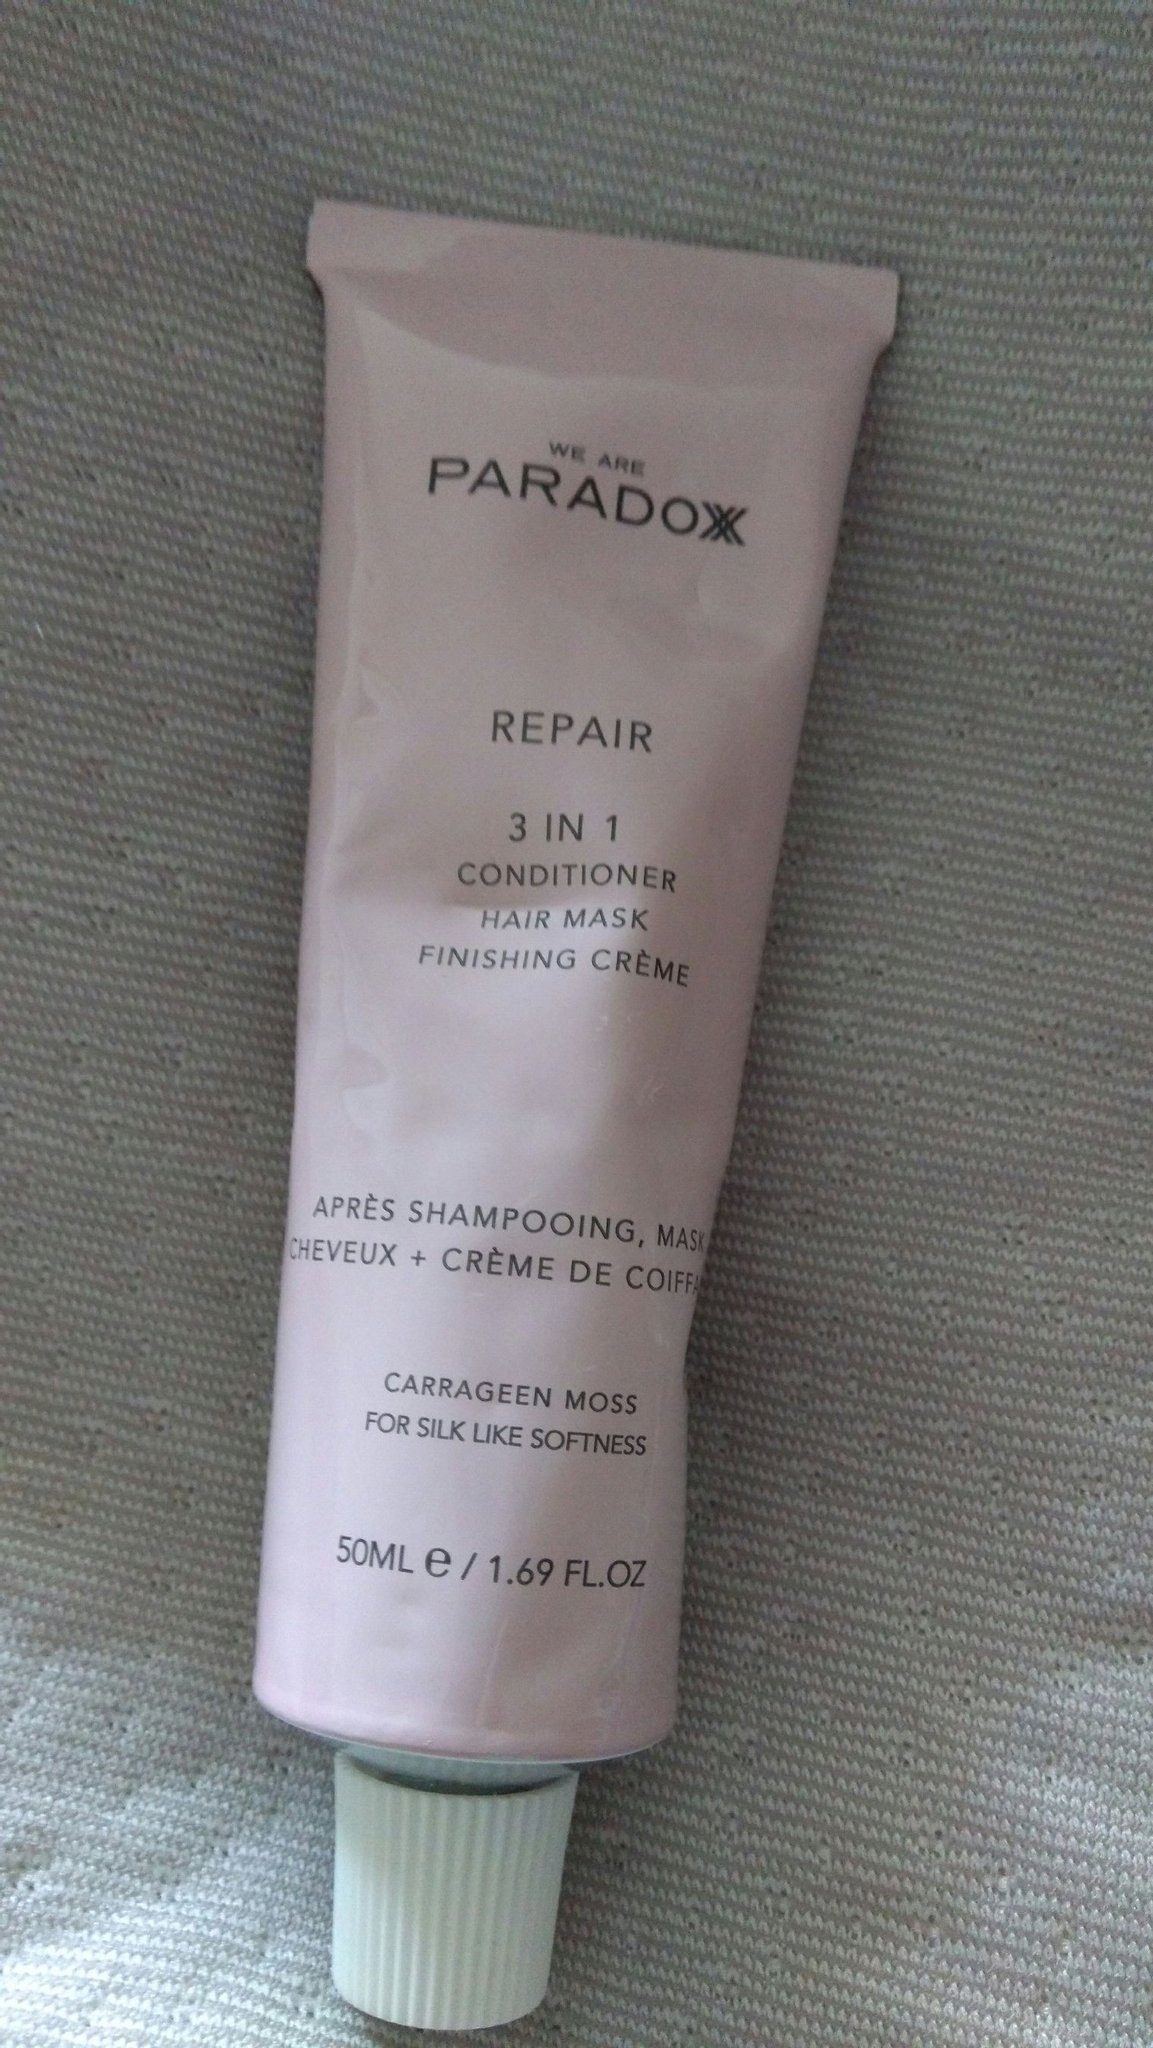 WE ARE
PARADOXX
REPAIR
3 IN 1
CONDITIONER
HAIR MASK
FINISHING CRÈME
APRÈS SHAMPOOING, MASK
CHEVEUX + CRÈME DE COIFFA
CARRAGEEN MOSS
FOR SILK LIKE SOFTNESS
50ML e / 1.69 FL.OZ